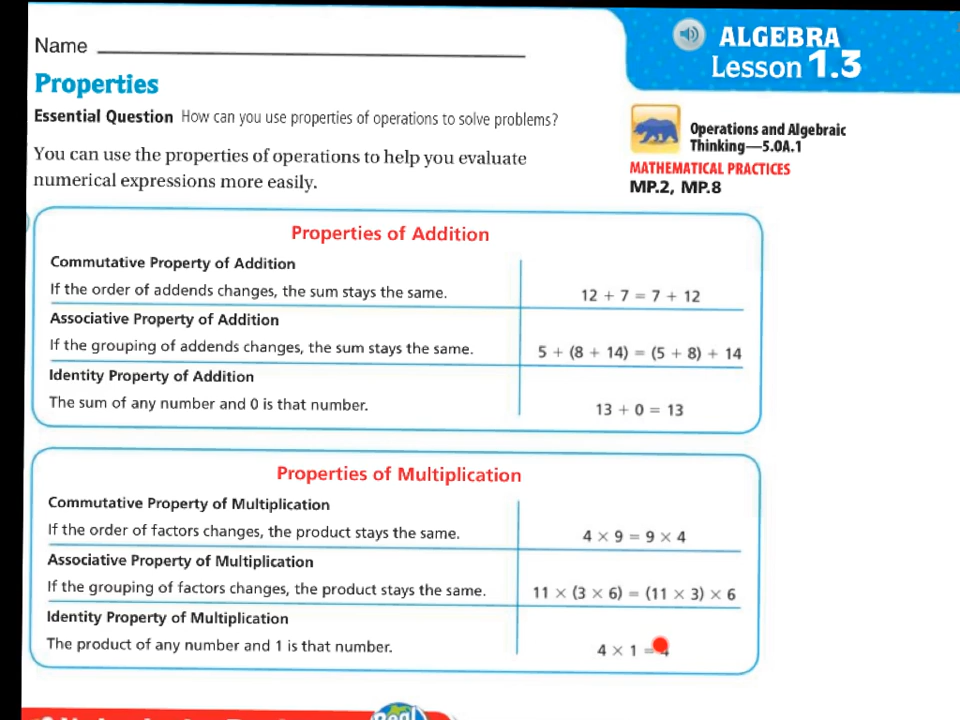 Name
ALGEBRA
Lesson 1.3
Properties
Essential Question How can you use properties of operations to solve problems?
Operations and Algebraic
Thinking—5.OA.1
MATHEMATICAL PRACTICES
MP.2, MP.8
You can use the properties of operations to help you evaluate
numerical expressions more easily.
Properties of Addition
Commutative Property of Addition
If the order of addends changes, the sum stays the same.
12 + 7 = 7 + 12
Associative Property of Addition
If the grouping of addends changes, the sum stays the same.
5 + (8 + 14) = (5 + 8) + 14
Identity Property of Addition
The sum of any number and 0 is that number.
13 + 0 = 13
Properties of Multiplication
Commutative Property of Multiplication
If the order of factors changes, the product stays the same.
4 × 9 = 9 × 4
Associative Property of Multiplication
If the grouping of factors changes, the product stays the same.
11 × (3 × 6) = (11 × 3) × 6
Identity Property of Multiplication
The product of any number and 1 is that number.
4 × 1 = 4
Real